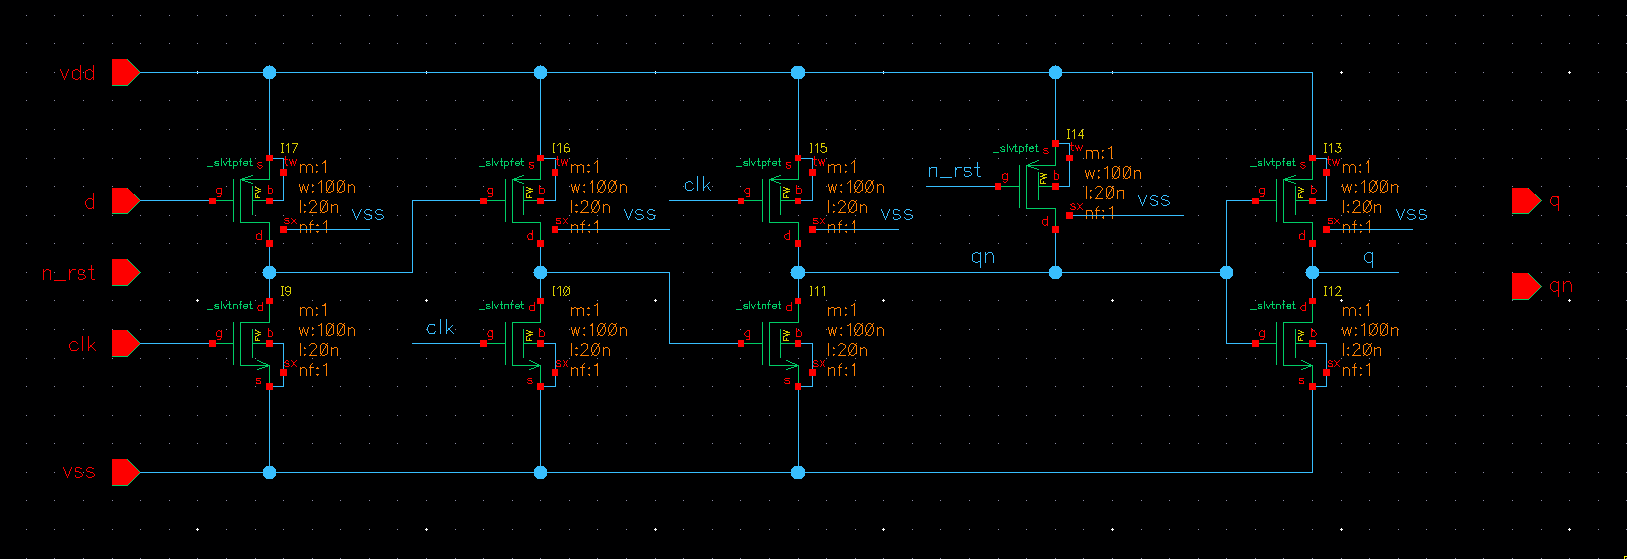 vdd
I17
_slvtpfet s tw m:1
w:100n
g FW b l:20n
sx nf:1
d
vss
I16
_slvtpfet s tw m:1
w:100n
g FW b l:20n
sx nf:1
d
vss
I15
_slvtpfet s tw m:1
w:100n
g FW b l:20n
sx nf:1
d
clk
vss
I14
_slvtpfet s tw m:1
w:100n
g FW b l:20n
sx nf:1
d
n_rst
vss
I13
_slvtpfet s tw m:1
w:100n
g FW b l:20n
sx nf:1
d
vss
d
n_rst
clk
vss
qn
q
I9
_slvtnfet d m:1
w:100n
g FW b l:20n
sx nf:1
s
I10
_slvtnfet d m:1
w:100n
g FW b l:20n
sx nf:1
s
clk
I11
_slvtnfet d m:1
w:100n
g FW b l:20n
sx nf:1
s
I12
_slvtnfet d m:1
w:100n
g FW b l:20n
sx nf:1
s
q
qn